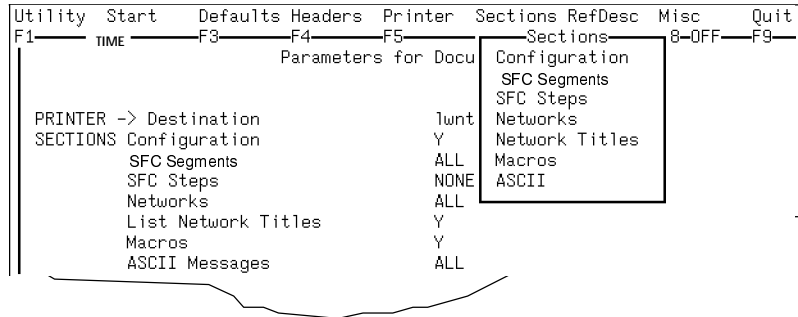 Utility Start Defaults Headers Printer Sections RefDesc Misc Quit
F1 TIME F3 F4 F5 Sections 8-OFF F9
Parameters for Docu
PRINTER -> Destination lwnt
SECTIONS Configuration Y
SFC Segments ALL
SFC Steps NONE
Networks ALL
List Network Titles Y
Macros Y
ASCII Messages ALL
Configuration
SFC Segments
SFC Steps
Networks
Network Titles
Macros
ASCII